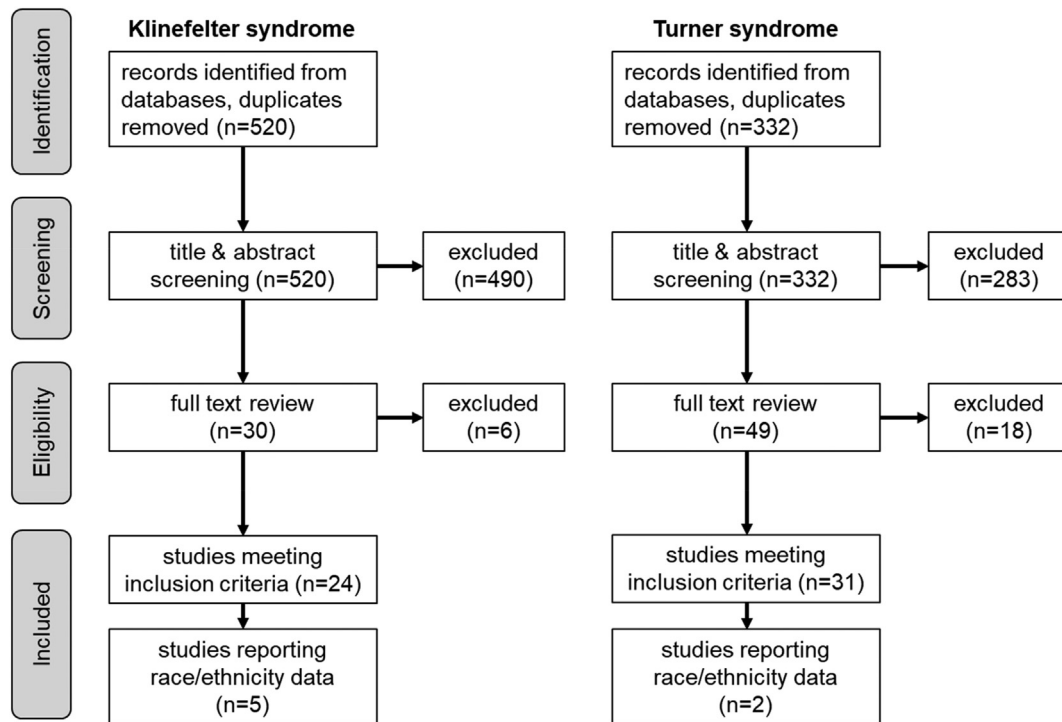 Klinefelter syndrome
Turner syndrome
Identification
records identified from
databases, duplicates
removed (n=520)
records identified from
databases, duplicates
removed (n=332)
Screening
title & abstract
screening (n=520)
excluded
(n=490)
title & abstract
screening (n=332)
excluded
(n=283)
Eligibility
full text review
(n=30)
excluded
(n=6)
full text review
(n=49)
excluded
(n=18)
Included
studies meeting
inclusion criteria (n=24)
studies meeting
inclusion criteria (n=31)
studies reporting
race/ethnicity data
(n=5)
studies reporting
race/ethnicity data
(n=2)